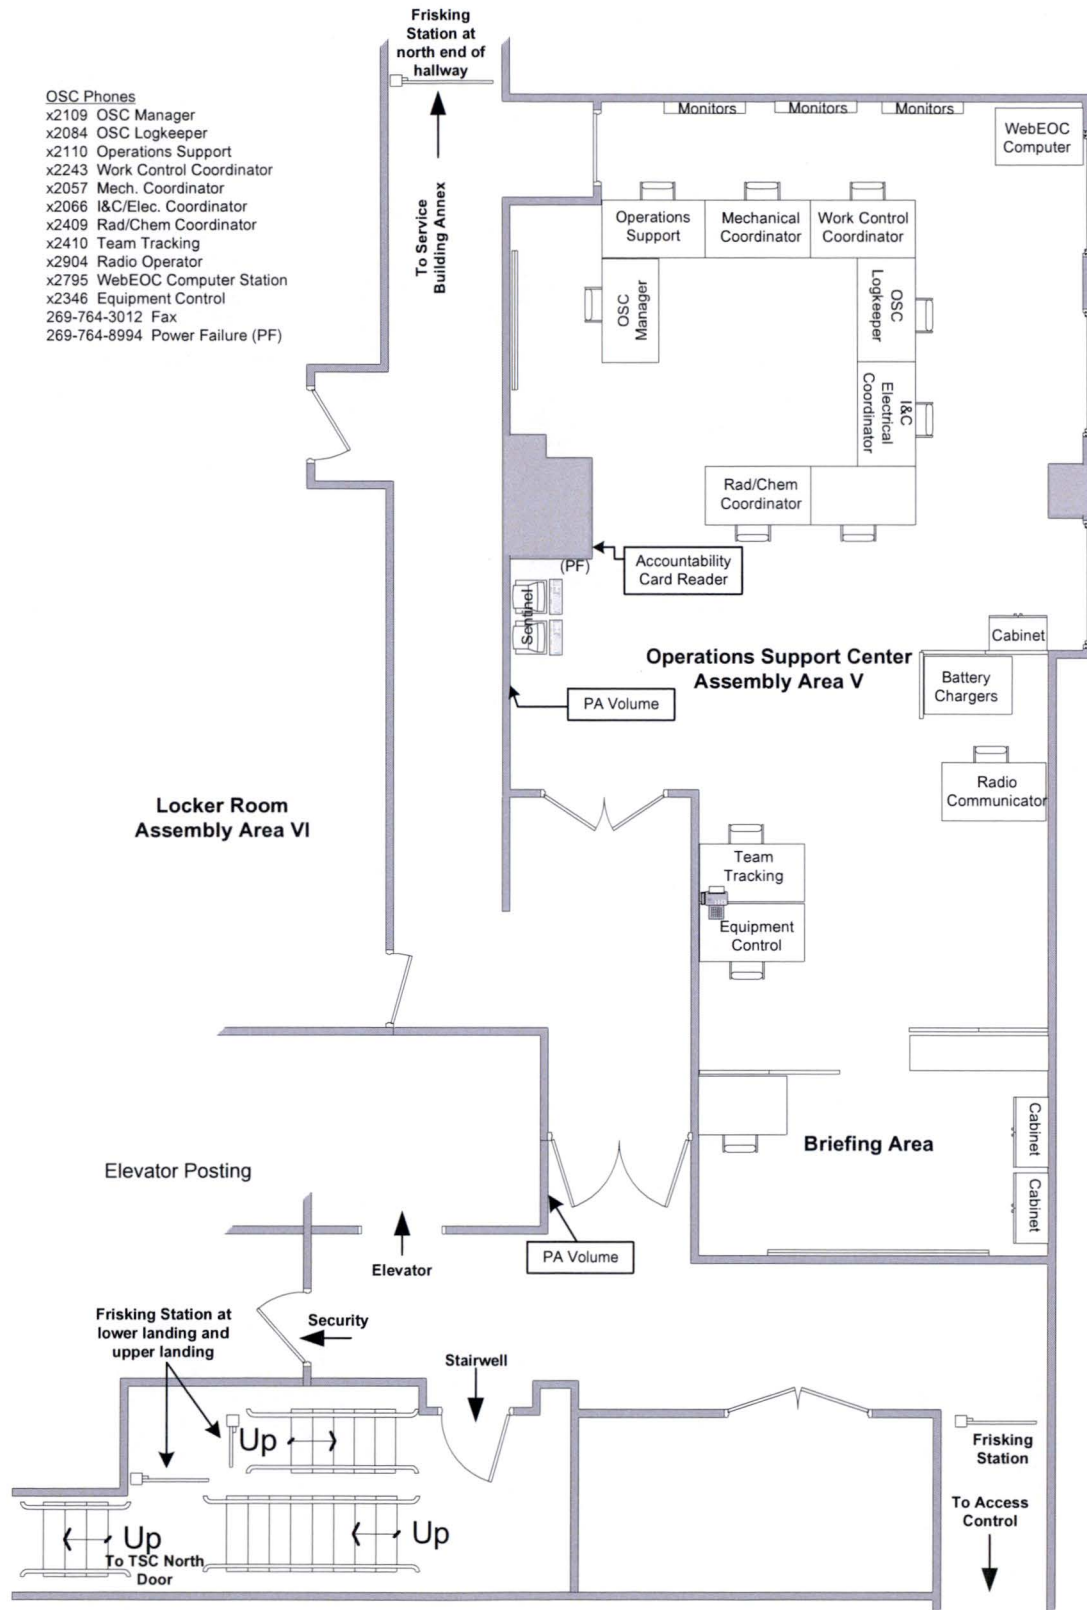 Frisking
Station at
north end of
hallway
OSC Phones
x2109 OSC Manager
x2084 OSC Logkeeper
x2110 Operations Support
x2243 Work Control Coordinator
x2057 Mech. Coordinator
x2066 I&C/Elec. Coordinator
x2409 Rad/Chem Coordinator
x2410 Team Tracking
x2904 Radio Operator
x2795 WebEOC Computer Station
x2346 Equipment Control
269-764-3012 Fax
269-764-8994 Power Failure (PF)
To Service
Building Annex
Monitors
Monitors
Monitors
WebEOC
Computer
Operations
Support
Mechanical
Coordinator
Work Control
Coordinator
OSC
Manager
OSC
Logkeeper
I&C
Electrical
Coordinator
Rad/Chem
Coordinator
(PF)
Accountability
Card Reader
Sentinel
Cabinet
Operations Support Center
Assembly Area V
Battery
Chargers
PA Volume
Radio
Communicator
Locker Room
Assembly Area VI
Team
Tracking
Equipment
Control
Briefing Area
Cabinet
Cabinet
Elevator Posting
PA Volume
Elevator
Frisking Station at
lower landing and
upper landing
Security
Stairwell
Up
Frisking
Station
Up
Up
To TSC North
Door
To Access
Control